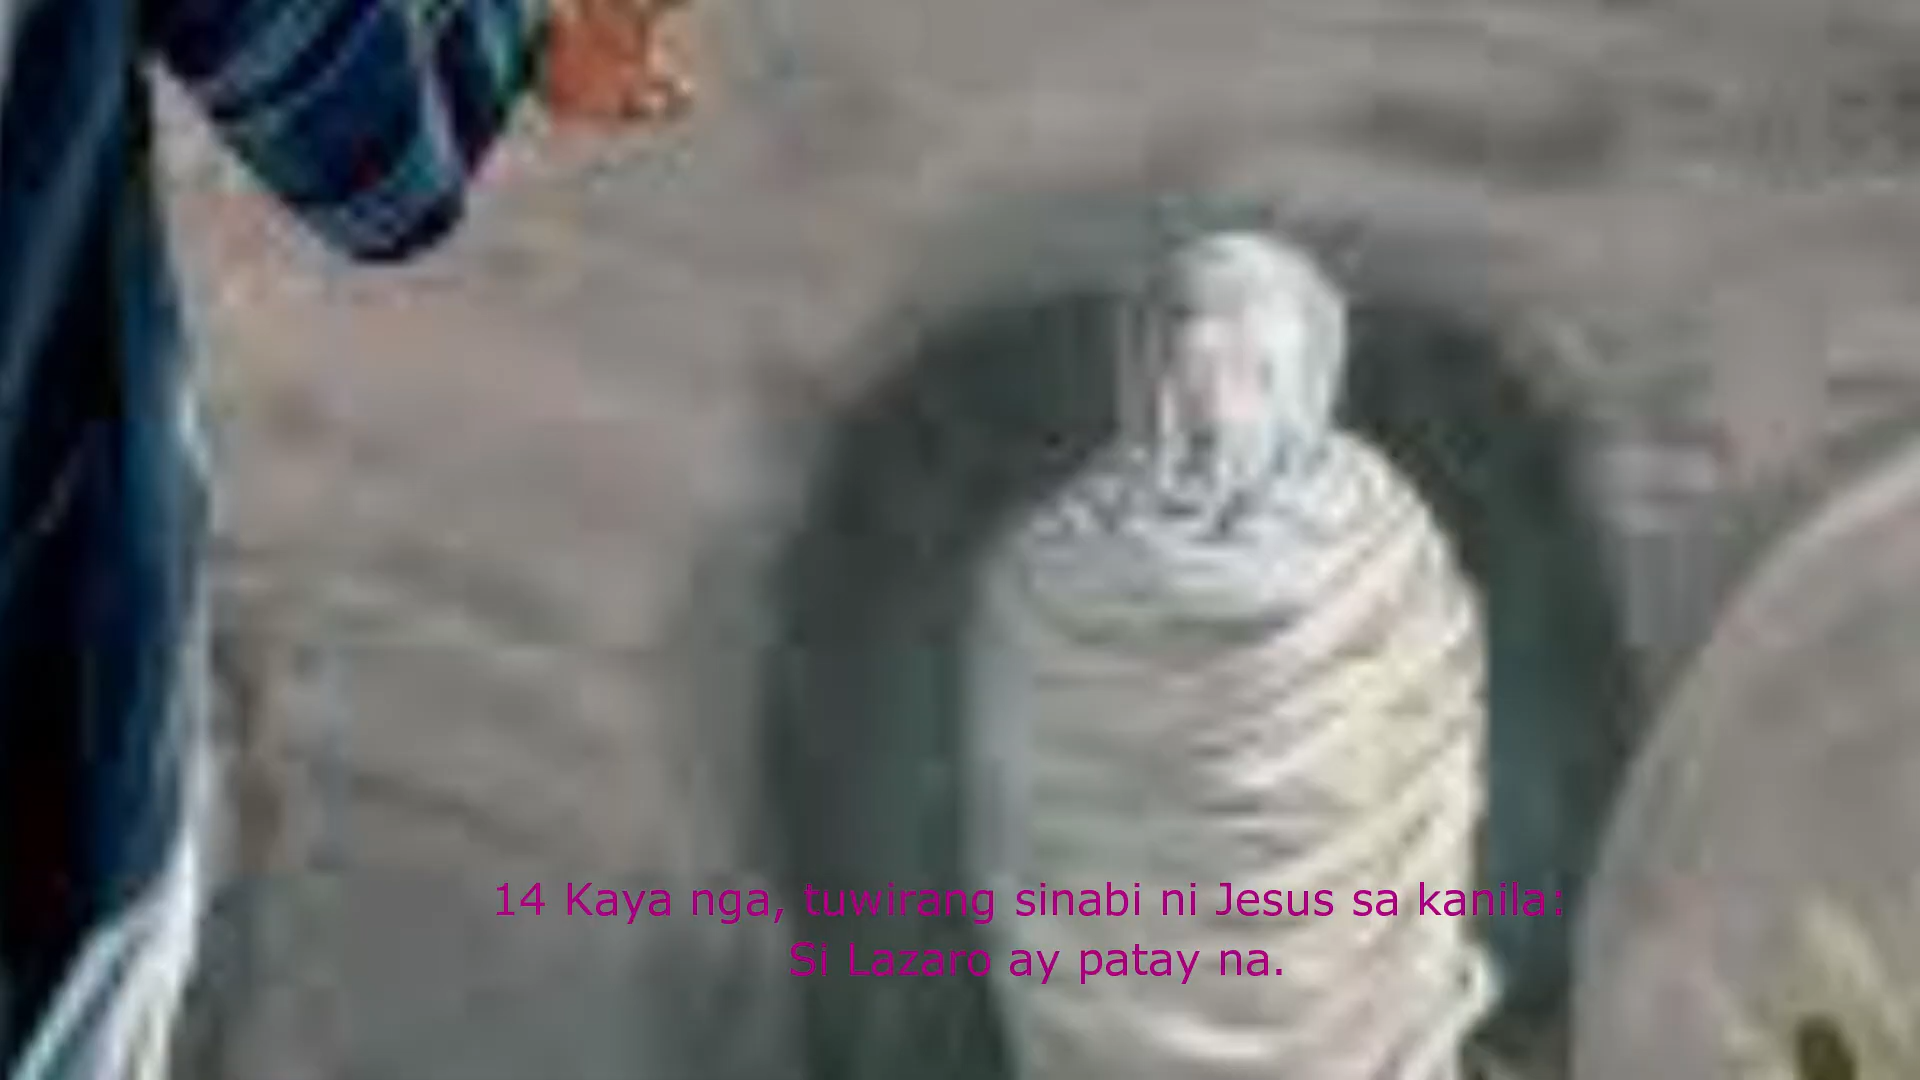 14 Kaya nga, tuwirang sinabi ni Jesus sa kanila:
Si Lazaro ay patay na.